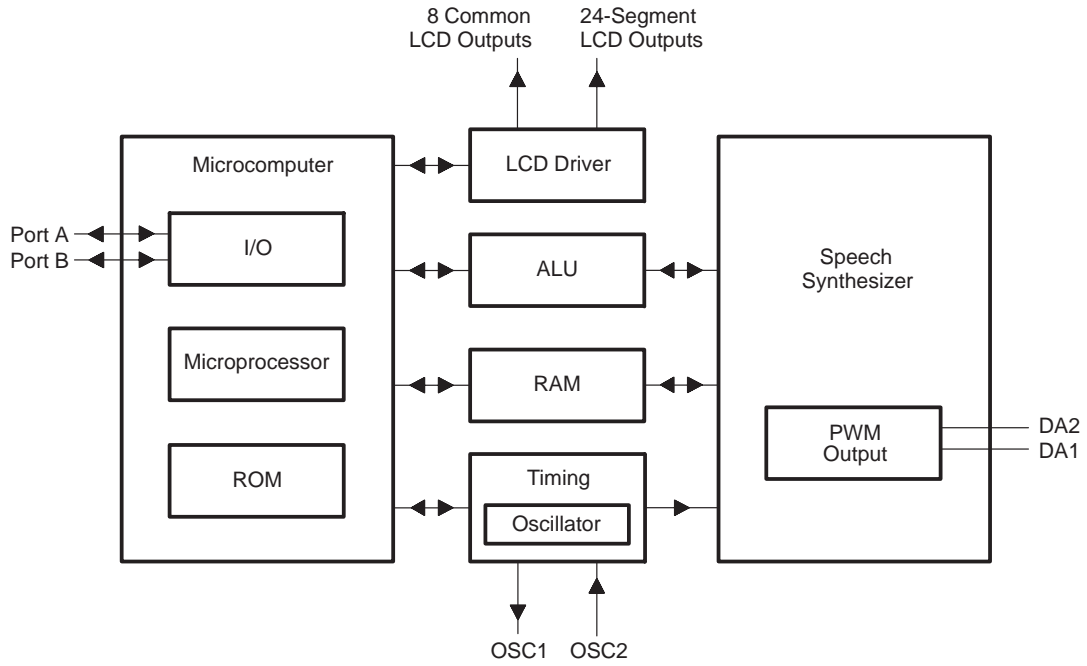 8 Common
LCD Outputs
24-Segment
LCD Outputs
Microcomputer
LCD Driver
Port A
Port B
I/O
ALU
Speech
Synthesizer
Microprocessor
RAM
PWM
Output
DA2
DA1
ROM
Timing
Oscillator
OSC1
OSC2